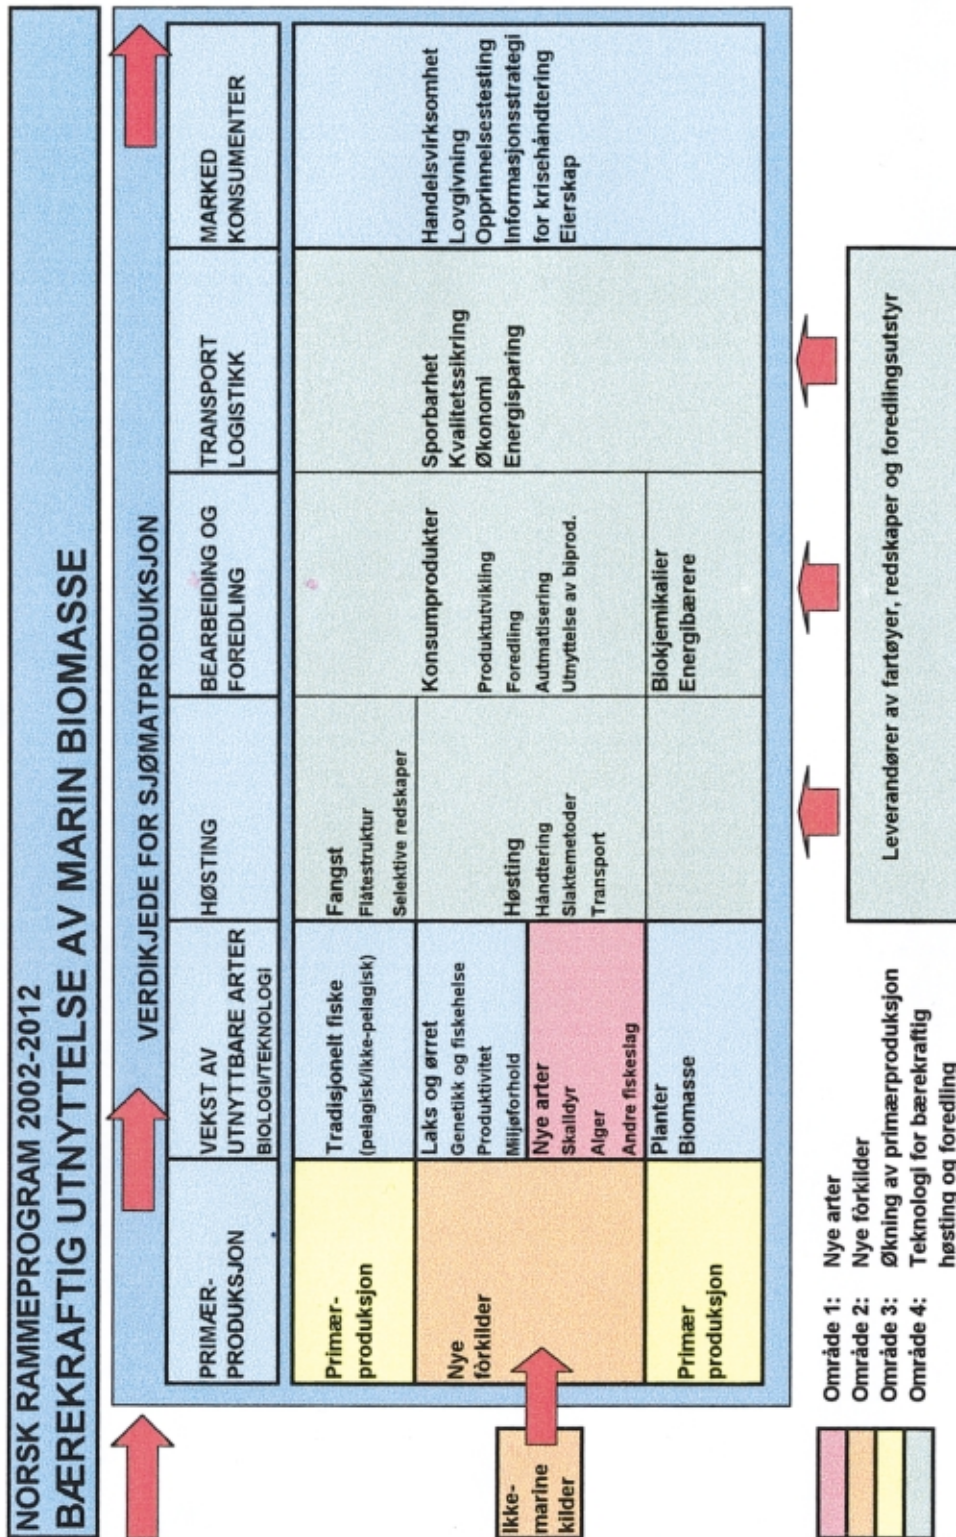 NORSK RAMMEPROGRAM 2002-2012
BÆREKRAFTIG UTNYTTELSE AV MARIN BIOMASSE
VERDIKJEDE FOR SJØMATPRODUKSJON
PRIMÆR-
PRODUKSJON
VEKST AV
UTNYTTBARE ARTER
BIOLOGI/TEKNOLOGI
HØSTING
BEARBEIDING OG
FOREDLING
TRANSPORT
LOGISTIKK
MARKED
KONSUMENTER
Primær-
produksjon
Nye
fôrkilder
Primær
produksjon
Tradisjonelt fiske
(pelagisk/ikke-pelagisk)
Laks og ørret
Genetikk og fiskehelse
Produktivitet
Miljøforhold
Nye arter
Skalldyr
Alger
Andre fiskeslag
Planter
Biomasse
Fangst
Flåtestruktur
Selektive redskaper
Høsting
Håndtering
Slaktemetoder
Transport
Konsumprodukter
Produktutvikling
Foredling
Autmatisering
Utnyttelse av biprod.
Biokjemikalier
Energibærere
Sporbarhet
Kvalitetssikring
Økonomi
Energisparing
Handelsvirksomhet
Lovgivning
Opprinnelsestesting
Informasjonsstrategi
for krisehåndtering
Eierskap
Ikke-
marine
kilder
Område 1: Nye arter
Område 2: Nye fôrkilder
Område 3: Økning av primærproduksjon
Område 4: Teknologi for bærekraftig
høsting og foredling
Leverandører av fartøyer, redskaper og foredlingsutstyr